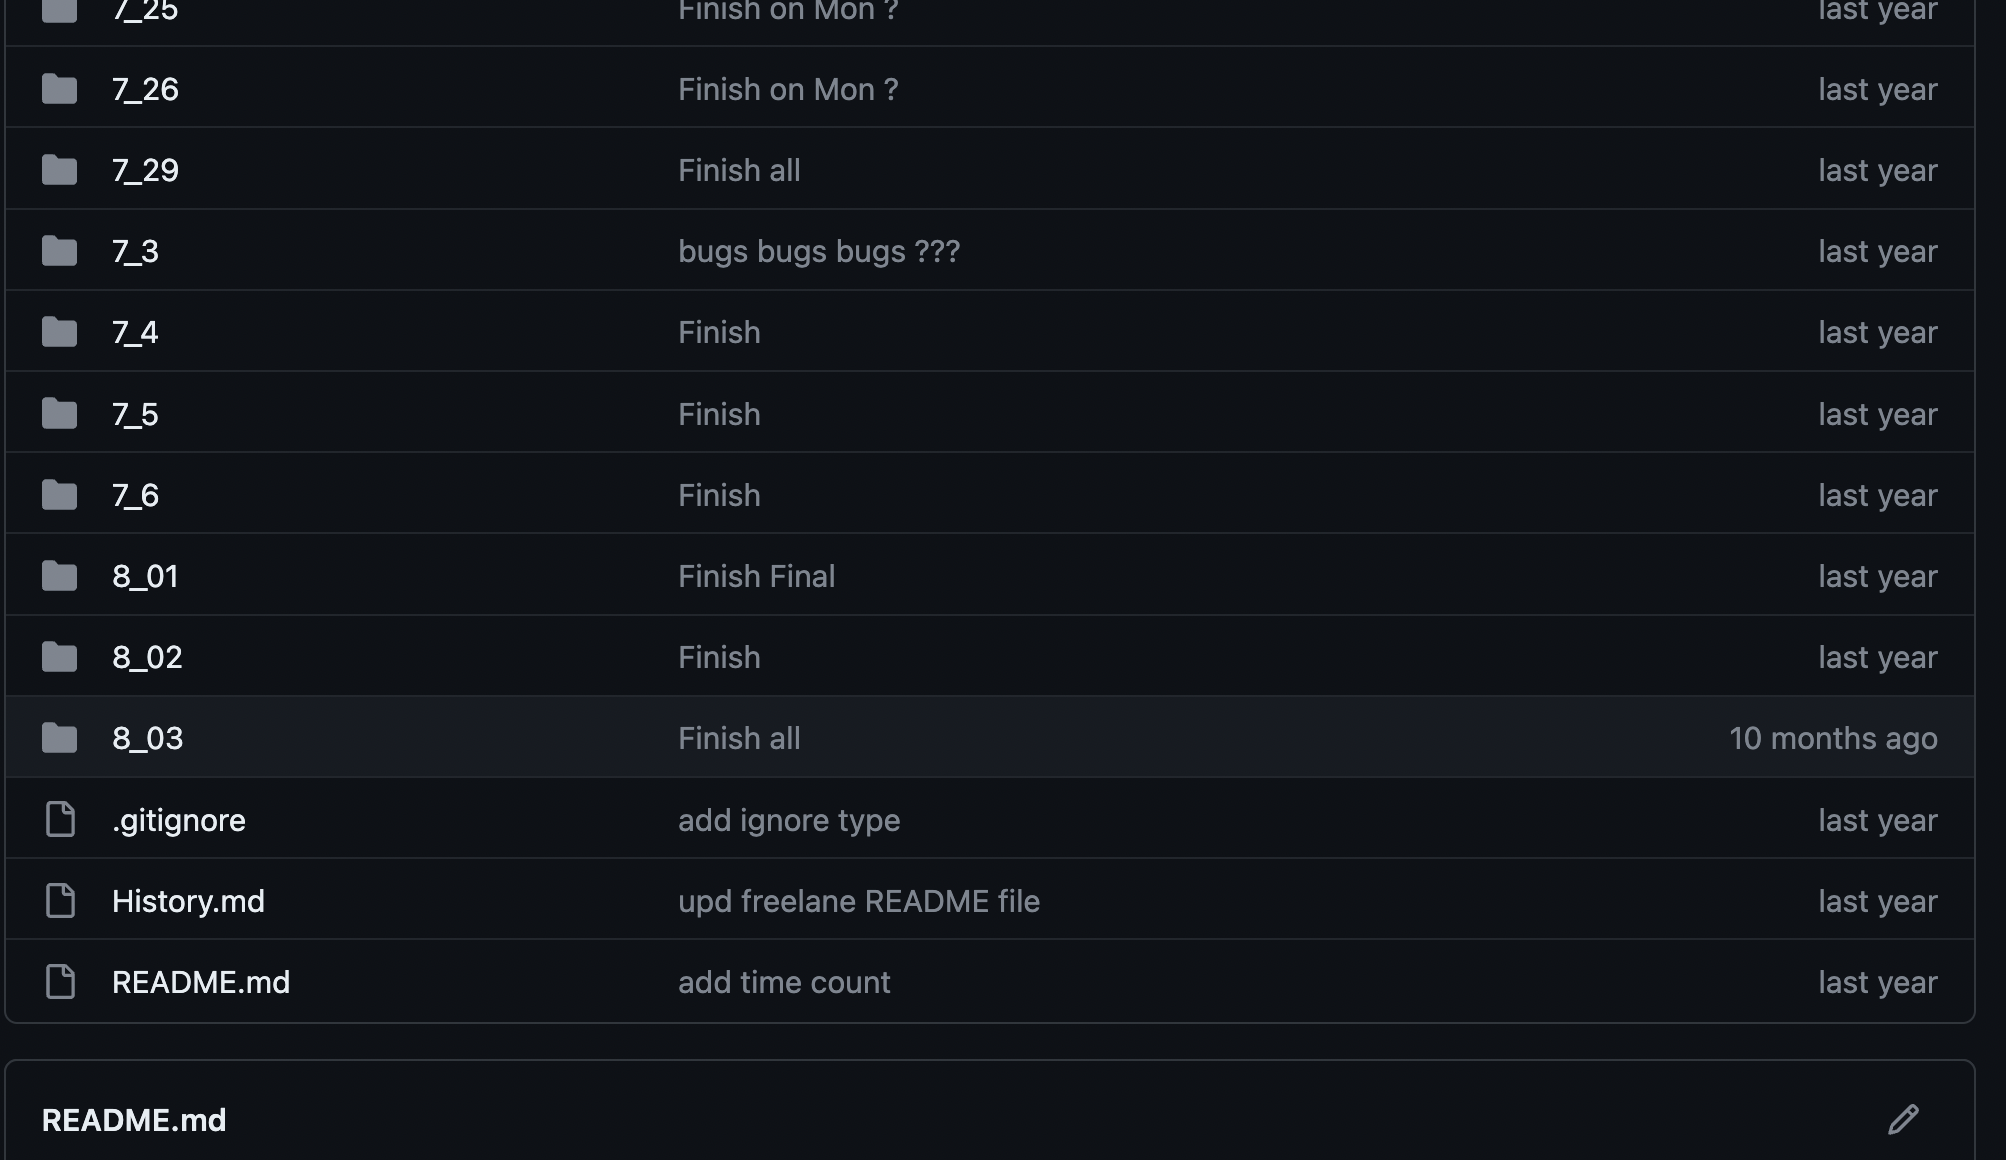 7_25 Finish on Mon ? last year
7_26 Finish on Mon ? last year
7_29 Finish all last year
7_3 bugs bugs bugs ??? last year
7_4 Finish last year
7_5 Finish last year
7_6 Finish last year
8_01 Finish Final last year
8_02 Finish last year
8_03 Finish all 10 months ago
.gitignore add ignore type last year
History.md upd freelane README file last year
README.md add time count last year
README.md